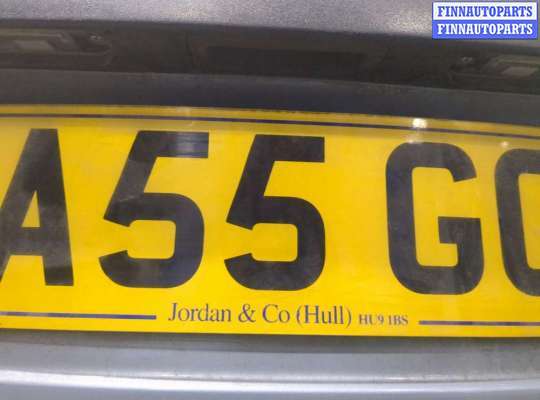 FINNAUTOPARTS
FINNAUTOPARTS
A55 GO
Jordan & Co (Hull) HU9 1BS